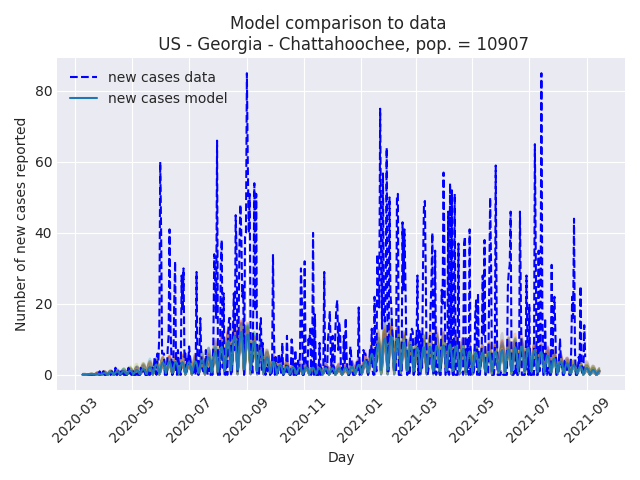 Model comparison to data
US - Georgia - Chattahoochee, pop. = 10907
new cases data
new cases model
Number of new cases reported
80
60
40
20
0
2020-03
2020-05
2020-07
2020-09
2020-11
2021-01
2021-03
2021-05
2021-07
2021-09
Day